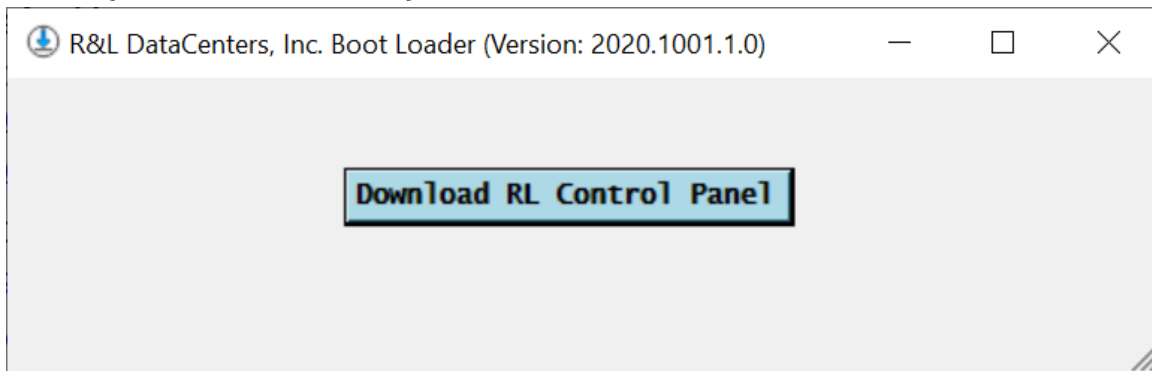 R&L DataCenters, Inc. Boot Loader (Version: 2020.1001.1.0)
Download RL Control Panel